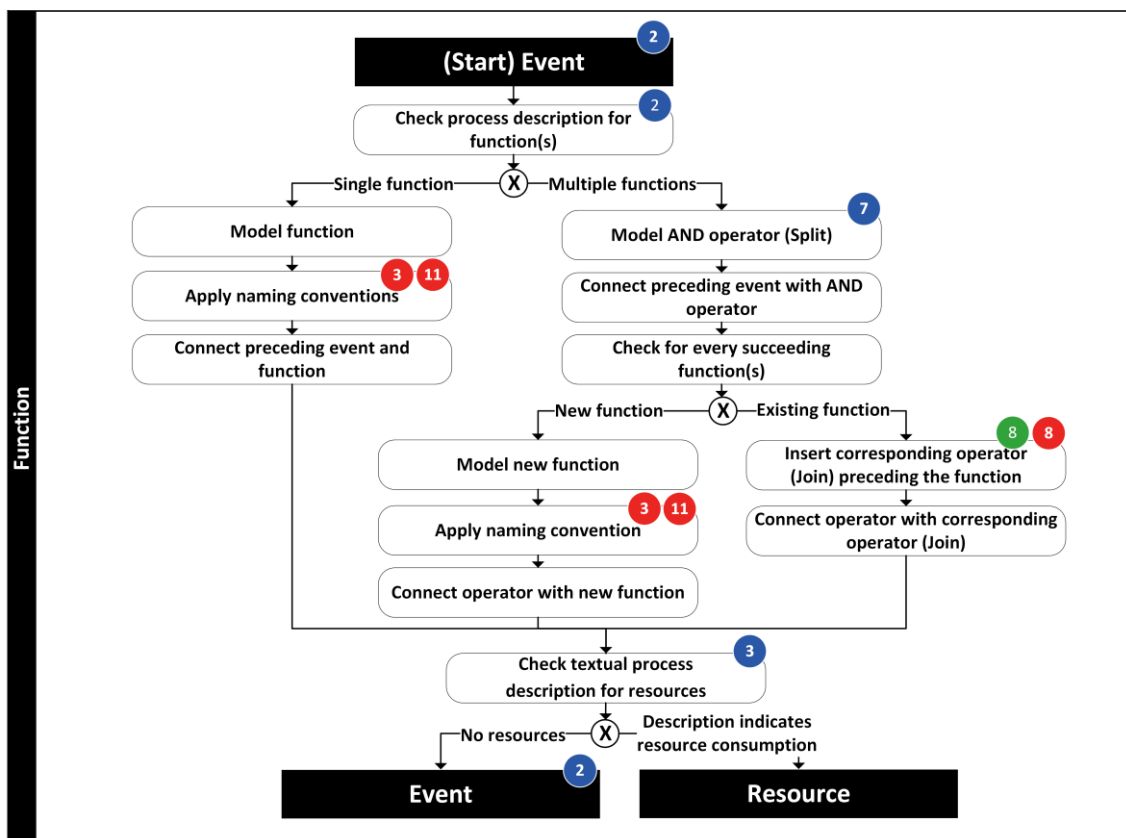 Function
2
(Start) Event
2
Check process description for
function(s)
Single function
X
Multiple functions
7
Model function
Model AND operator (Split)
3 11
Apply naming conventions
Connect preceding event with AND
operator
Connect preceding event and
function
Check for every succeeding
function(s)
New function
X
Existing function
8 8
Model new function
Insert corresponding operator
(Join) preceding the function
3 11
Apply naming convention
Connect operator with corresponding
operator (Join)
Connect operator with new function
3
Check textual process
description for resources
No resources
X
Description indicates
resource consumption
2
Event
Resource